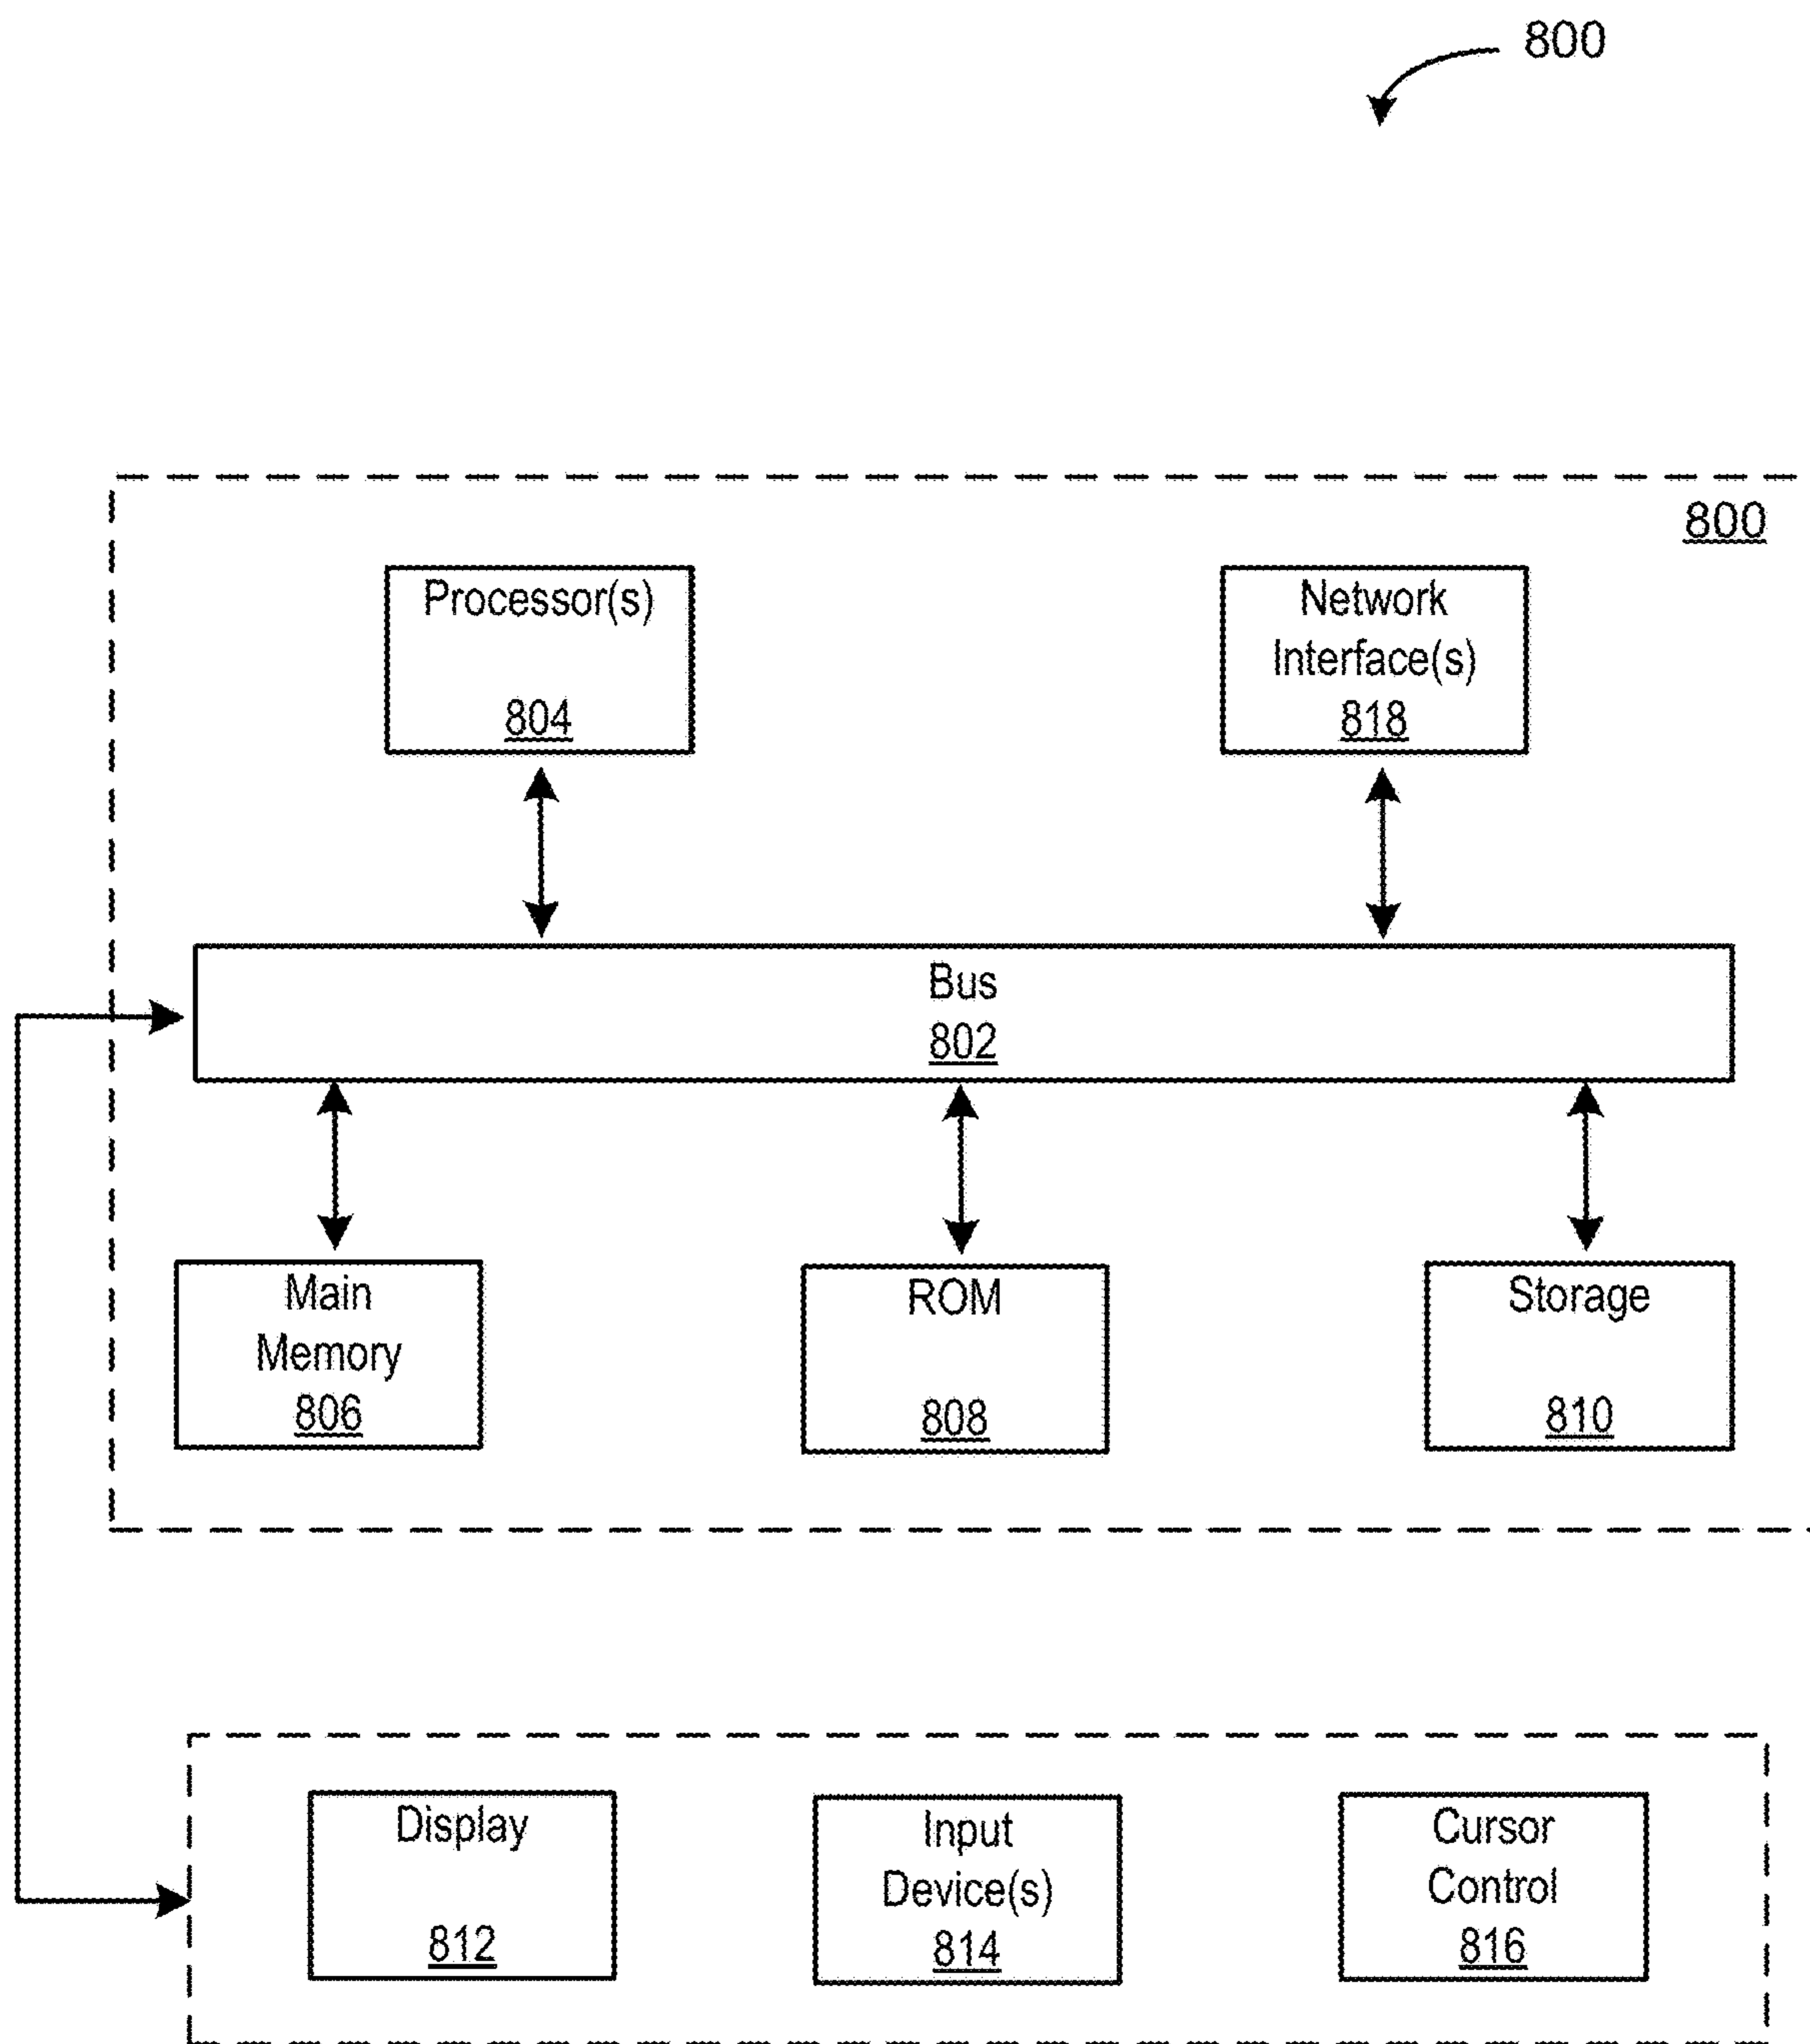 800
800
Processor(s)
804
Network
Interface(s)
818
Bus
802
Main
Memory
806
ROM
808
Storage
810
Display
812
Input
Device(s)
814
Cursor
Control
816